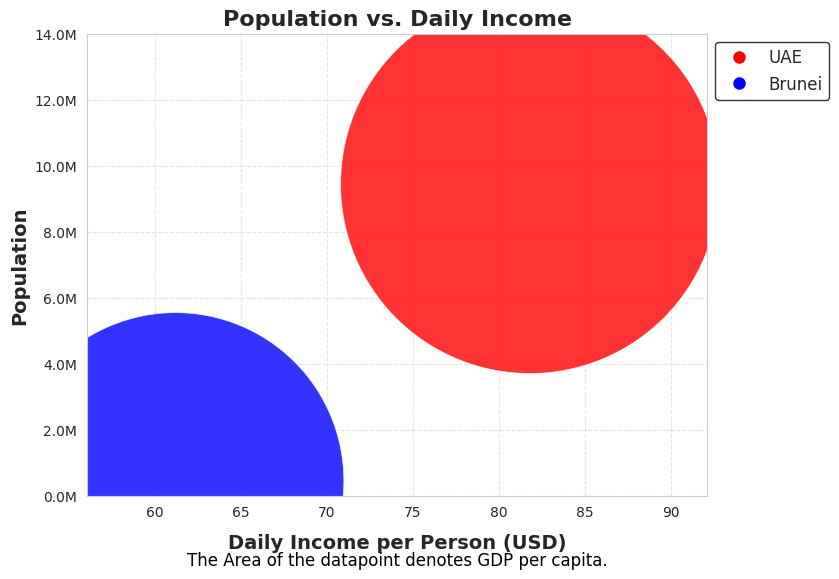 Population vs. Daily Income
14.0M
12.0M
10.0M
8.0M
6.0M
4.0M
2.0M
0.0M
Population
60 65 70 75 80 85 90
Daily Income per Person (USD)
The Area of the datapoint denotes GDP per capita.
UAE
Brunei